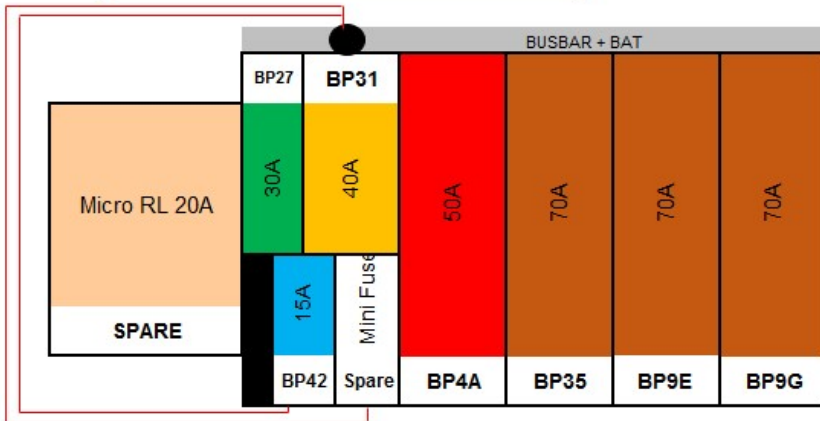 BUSBAR + BAT
BP27
BP31
Micro RL 20A
30A
40A
50A
70A
70A
70A
15A
Mini Fuse
SPARE
BP42
Spare
BP4A
BP35
BP9E
BP9G